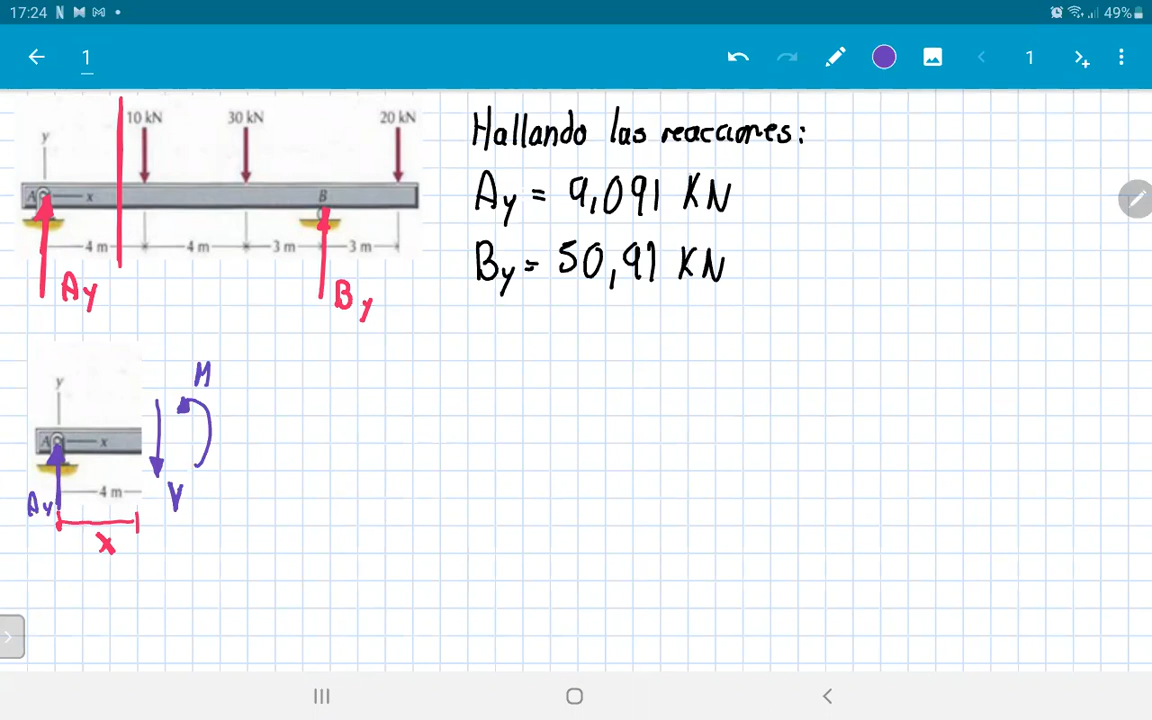 17:24 N 49%
1 1
10 kN 30 kN 20 kN
y
A x B
4 m 4 m 3 m 3 m
Ay By
Hallando las reacciones:
Ay = 9,091 KN
By = 50,91 KN
M
y
A x
Ay 4 m V
x